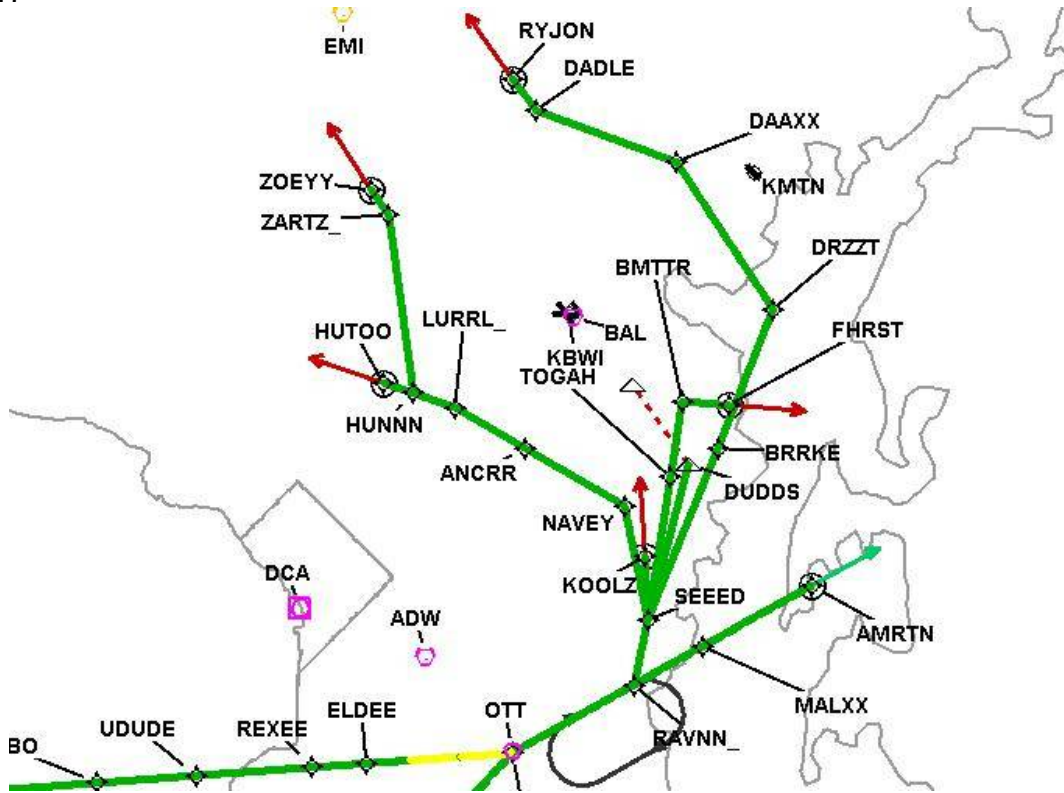 RYJON
EMI
DADLE
DAAXX
ZOEYY
KMTN
ZARTZ_
DRZZT
BMTTR
HUTOO
LURRL_
FHRST
BAL
KBWI
TOGAH
HUNNN
BRRKE
ANCRR
DUDDS
NAVEY
DCA
KOOLZ
SEEED
ADW
AMRTN
MALXX
ELDEE
OTT
REXEE
UDUDE
RAVNN_
BO